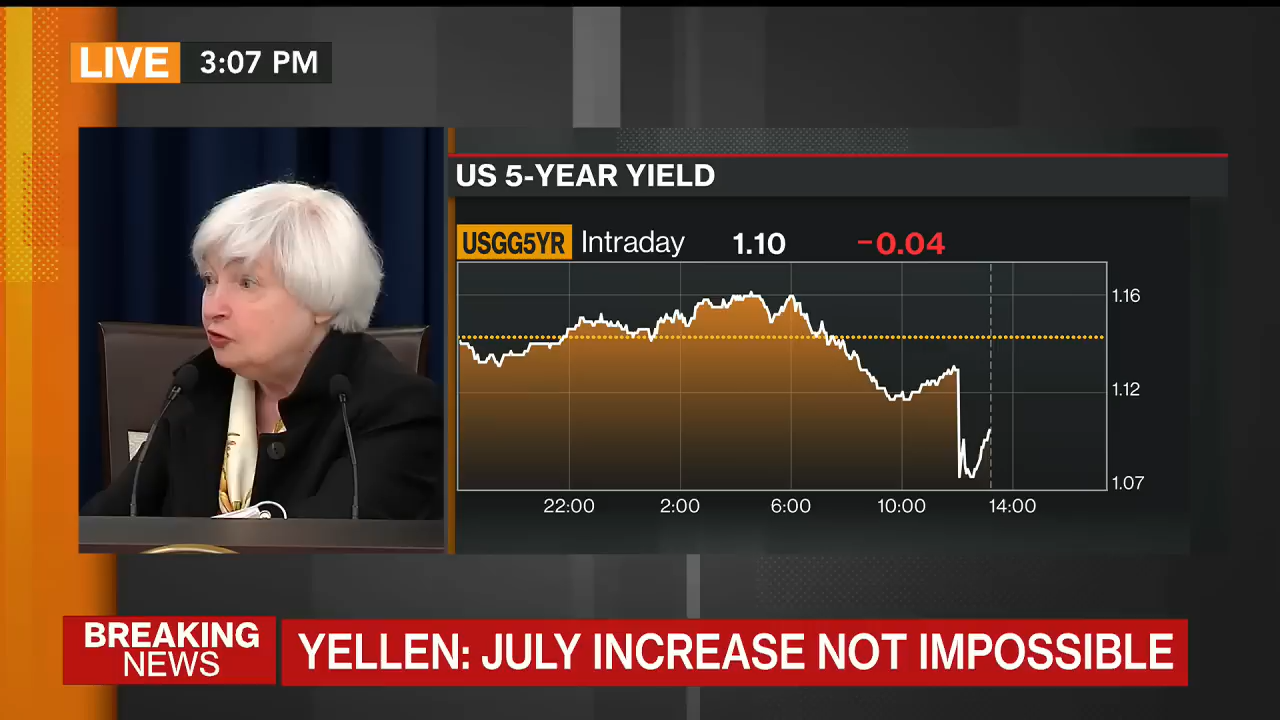 LIVE 3:07 PM
US 5-YEAR YIELD
USGG5YR Intraday 1.10 -0.04
1.16
1.12
1.07
22:00 2:00 6:00 10:00 14:00
BREAKING
NEWS
YELLEN: JULY INCREASE NOT IMPOSSIBLE